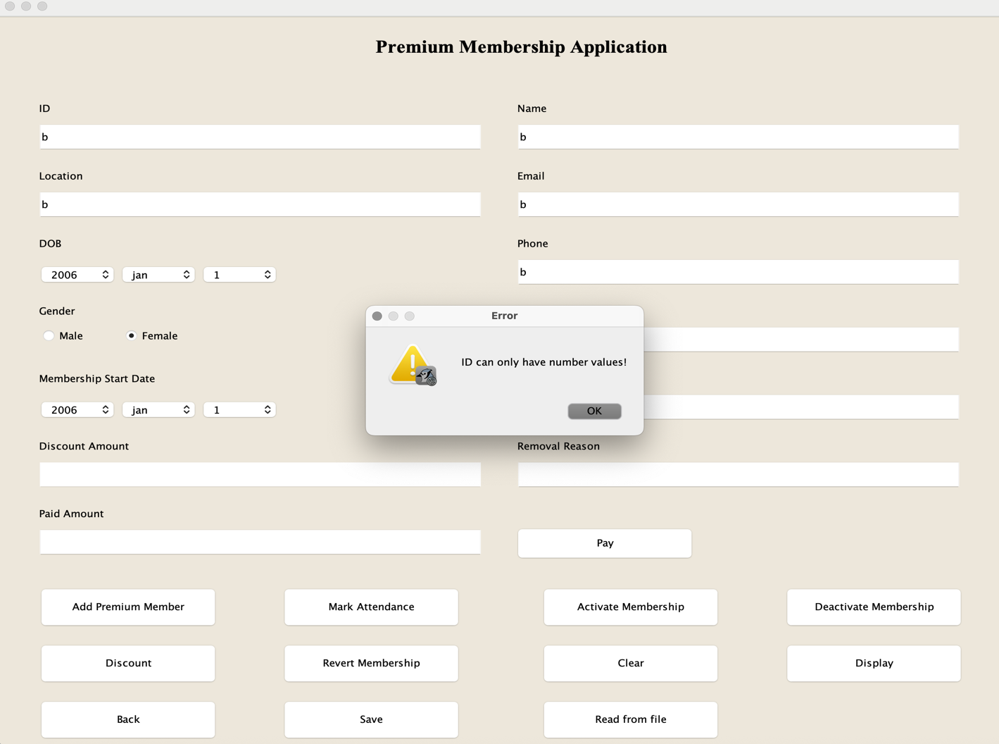 Premium Membership Application
ID
Name
b
b
Location
Email
b
b
DOB
Phone
2006 jan 1
b
Gender
Male Female
Error
ID can only have number values!
OK
Membership Start Date
2006 jan 1
Discount Amount
Removal Reason
Paid Amount
Pay
Add Premium Member
Mark Attendance
Activate Membership
Deactivate Membership
Discount
Revert Membership
Clear
Display
Back
Save
Read from file